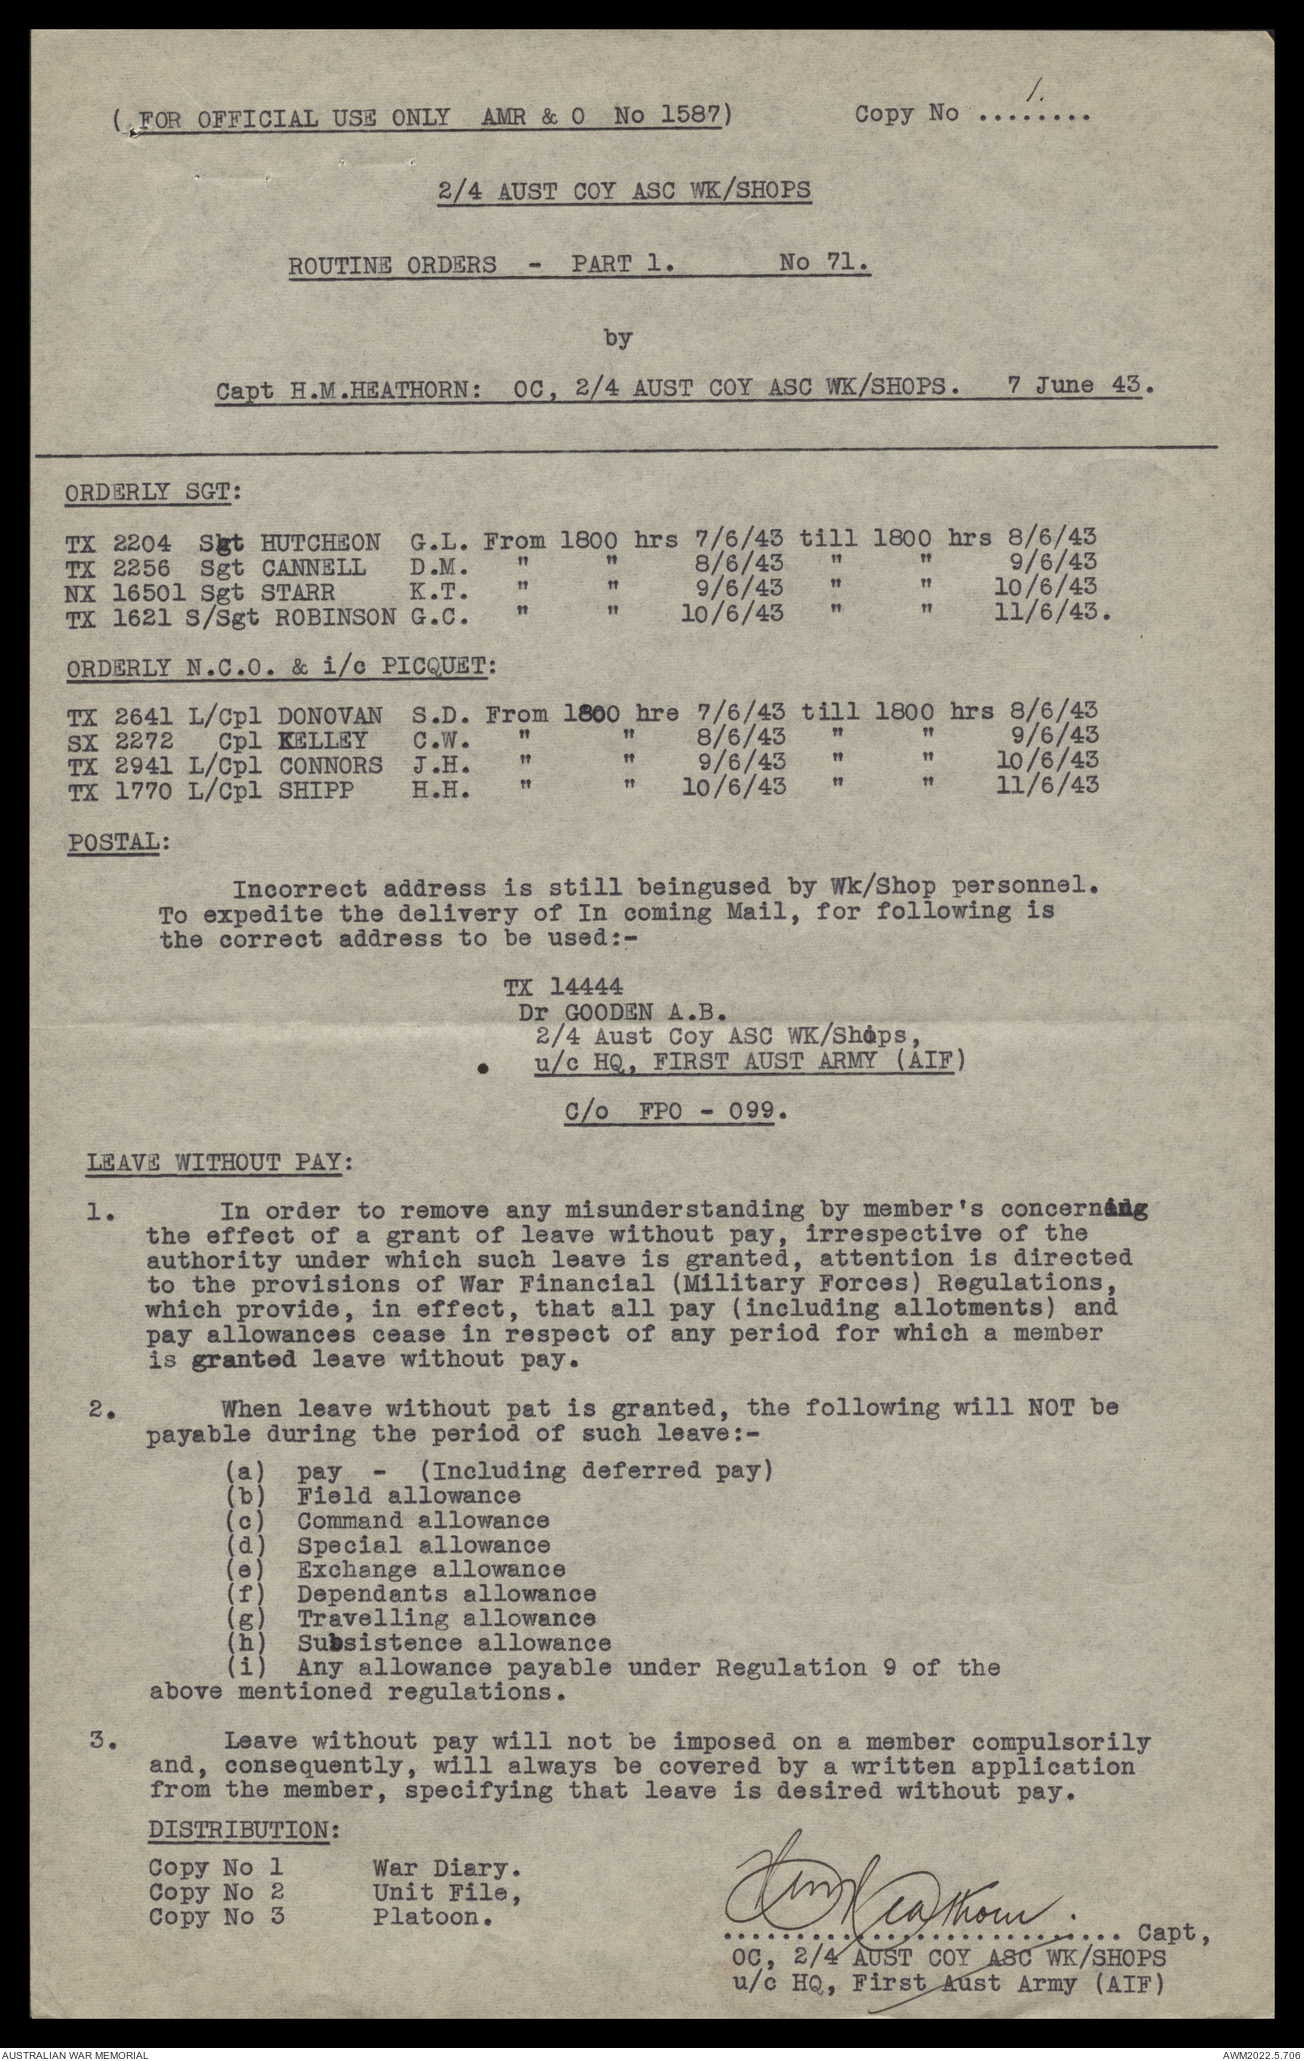 ( FOR OFFICIAL USE ONLY  AMR & O  No 1587)  Copy No ...1.....
2/4 AUST COY ASC WK/SHOPS
ROUTINE ORDERS  -  PART 1.  No 71.
by
Capt H.M.HEATHORN:  OC, 2/4 AUST COY ASC WK/SHOPS.  7 June 43.
ORDERLY SGT:
TX 2204  Sgt HUTCHEON  G.L. From 1800 hrs 7/6/43 till 1800 hrs 8/6/43
TX 2256  Sgt CANNELL  D.M.  "  "  8/6/43  "  "  9/6/43
NX 16501 Sgt STARR  K.T.  "  "  9/6/43  "  "  10/6/43
TX 1621 S/Sgt ROBINSON G.C.  "  "  10/6/43  "  "  11/6/43.
ORDERLY N.C.O. & i/c PICQUET:
TX 2641 L/Cpl DONOVAN  S.D. From 1800 hre 7/6/43 till 1800 hrs 8/6/43
SX 2272  Cpl KELLEY  C.W.  "  "  8/6/43  "  "  9/6/43
TX 2941 L/Cpl CONNORS  J.H.  "  "  9/6/43  "  "  10/6/43
TX 1770 L/Cpl SHIPP  H.H.  "  "  10/6/43  "  "  11/6/43
POSTAL:
Incorrect address is still beingused by Wk/Shop personnel.
To expedite the delivery of In coming Mail, for following is
the correct address to be used:-
TX 14444
Dr GOODEN A.B.
2/4 Aust Coy ASC WK/Shops,
u/c HQ, FIRST AUST ARMY (AIF)
C/o  FPO - 099.
LEAVE WITHOUT PAY:
1.  In order to remove any misunderstanding by member's concerning
the effect of a grant of leave without pay, irrespective of the
authority under which such leave is granted, attention is directed
to the provisions of War Financial (Military Forces) Regulations,
which provide, in effect, that all pay (including allotments) and
pay allowances cease in respect of any period for which a member
is granted leave without pay.
2.  When leave without pat is granted, the following will NOT be
payable during the period of such leave:-
(a)  pay  -  (Including deferred pay)
(b)  Field allowance
(c)  Command allowance
(d)  Special allowance
(e)  Exchange allowance
(f)  Dependants allowance
(g)  Travelling allowance
(h)  Subsistence allowance
(i)  Any allowance payable under Regulation 9 of the
above mentioned regulations.
3.  Leave without pay will not be imposed on a member compulsorily
and, consequently, will always be covered by a written application
from the member, specifying that leave is desired without pay.
DISTRIBUTION:
Copy No 1  War Diary.
Copy No 2  Unit File,
Copy No 3  Platoon.
HM Heathorn.
........................... Capt,
OC, 2/4 AUST COY ASC WK/SHOPS
u/c HQ, First Aust Army (AIF)
AUSTRALIAN WAR MEMORIAL  AWM2022.5.706